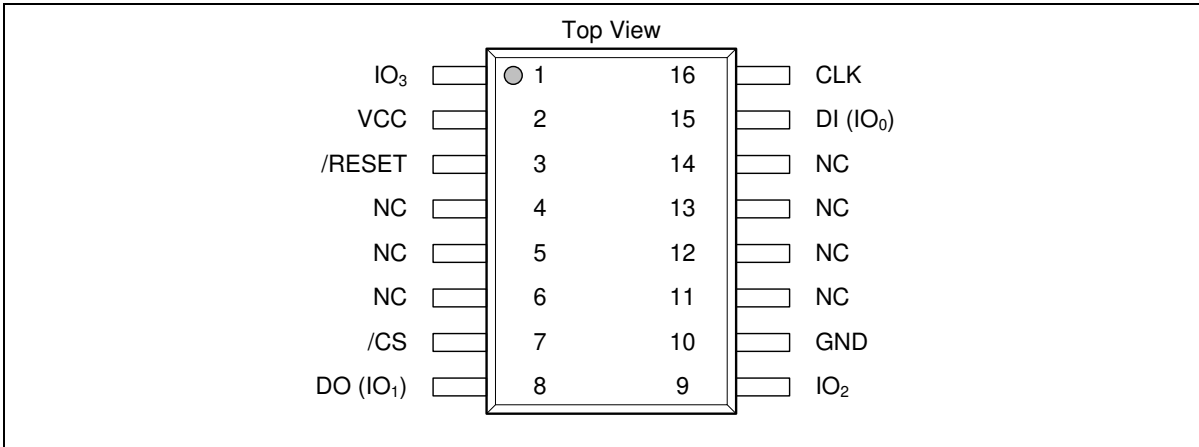 Top View
IO₃ 1 16 CLK
VCC 2 15 DI (IO₀)
/RESET 3 14 NC
NC 4 13 NC
NC 5 12 NC
NC 6 11 NC
/CS 7 10 GND
DO (IO₁) 8 9 IO₂